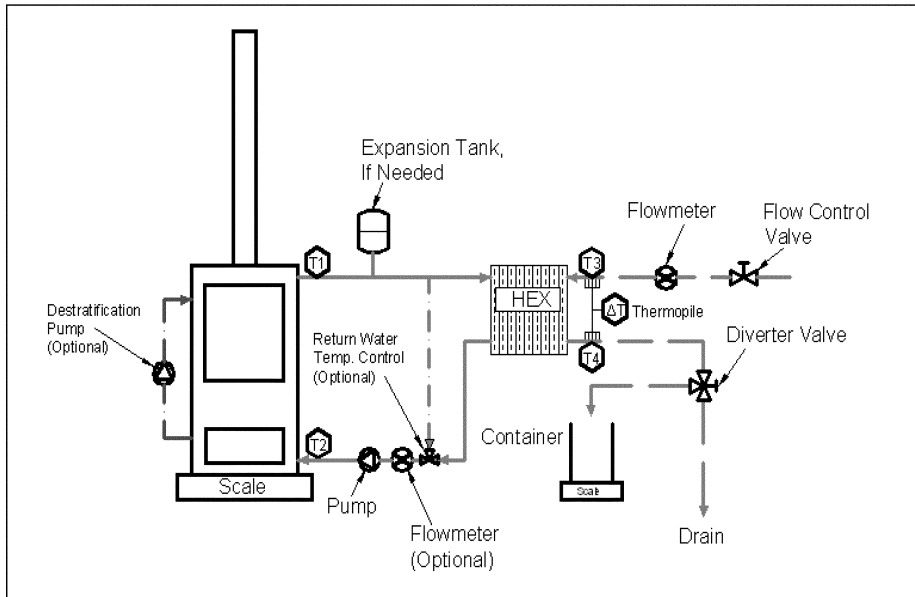 Expansion Tank,
If Needed
Flowmeter
Flow Control
Valve
T1
T3
HEX
ΔT
Thermopile
Destratification
Pump
(Optional)
Return Water
Temp. Control
(Optional)
T4
Diverter Valve
T2
Container
Scale
Scale
Pump
Flowmeter
(Optional)
Drain